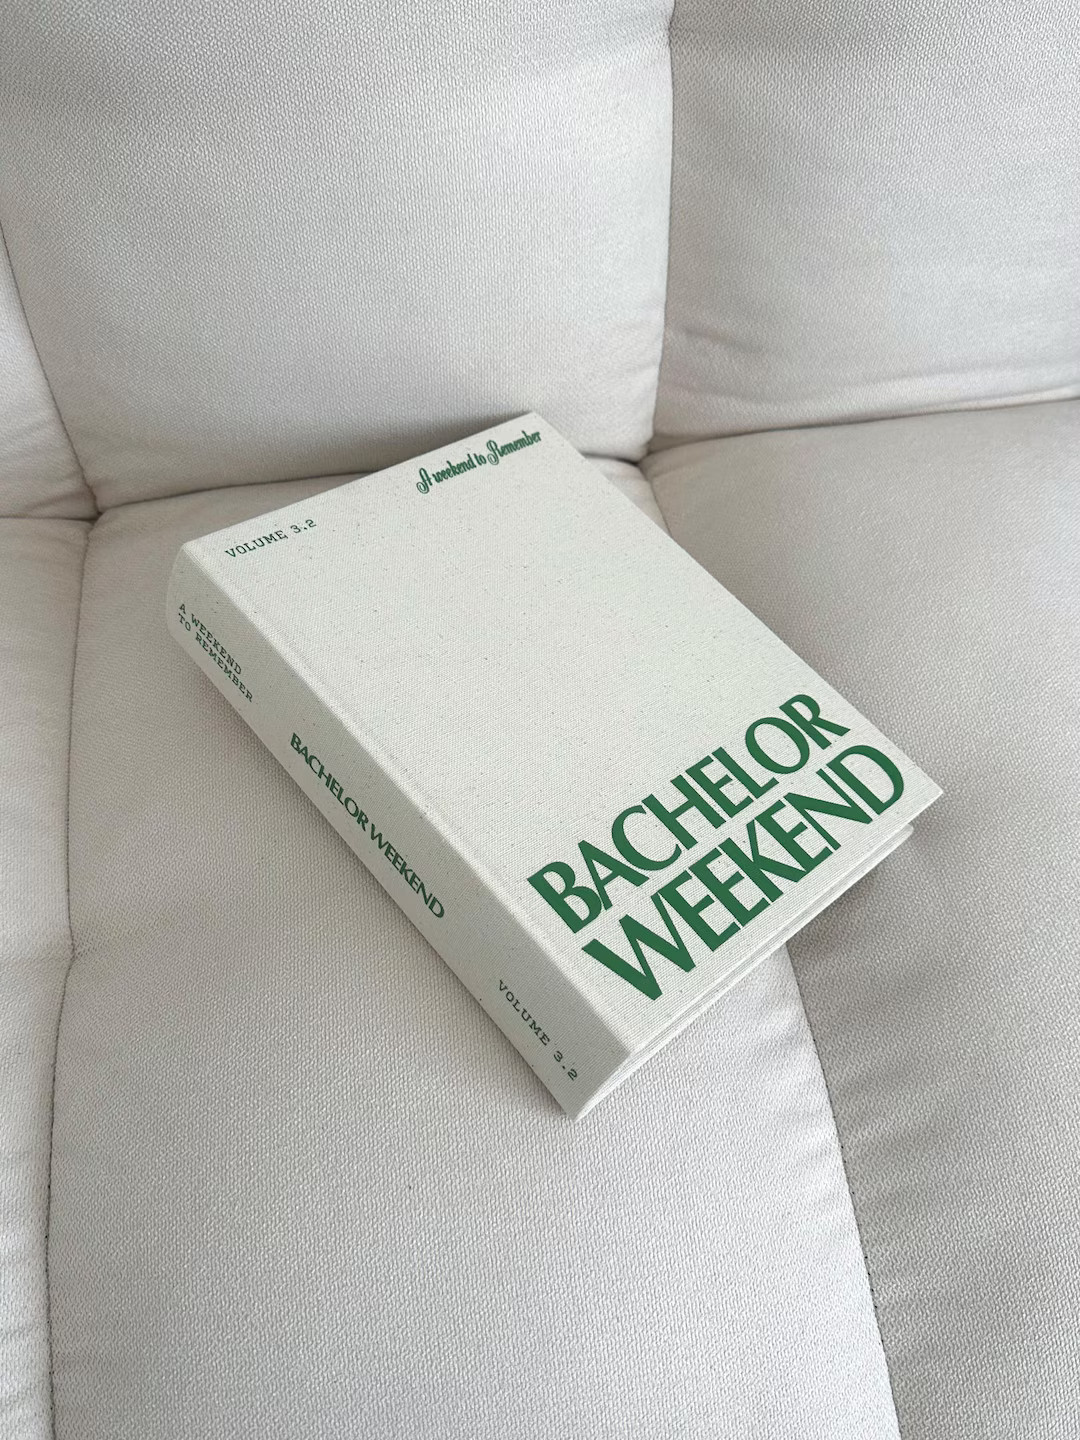 A weekend to Remember
VOLUME 3.2
BACHELOR
WEEKEND
A WEEKEND
TO REMEMBER
BACHELOR WEEKEND
VOLUME 3.2